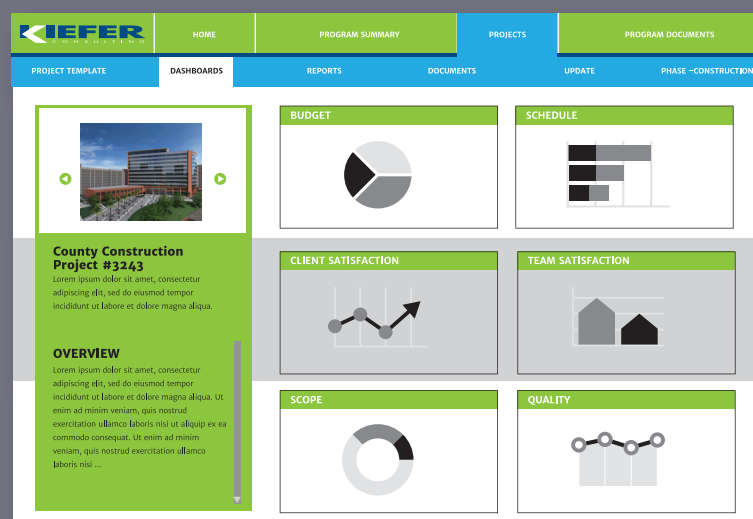 KIEFER
CONSULTING
HOME
PROGRAM SUMMARY
PROJECTS
PROGRAM DOCUMENTS
PROJECT TEMPLATE
DASHBOARDS
REPORTS
DOCUMENTS
UPDATE
PHASE –CONSTRUCTION
County Construction
Project #3243
Lorem ipsum dolor sit amet, consectetur
adipiscing elit, sed do eiusmod tempor
incididunt ut labore et dolore magna aliqua.
OVERVIEW
Lorem ipsum dolor sit amet, consectetur
adipiscing elit, sed do eiusmod tempor
incididunt ut labore et dolore magna aliqua. Ut
enim ad minim veniam, quis nostrud
exercitation ullamco laboris nisi ut aliquip ex ea
commodo consequat. Ut enim ad minim
veniam, quis nostrud exercitation ullamco
laboris nisi ...
BUDGET
SCHEDULE
CLIENT SATISFACTION
TEAM SATISFACTION
SCOPE
QUALITY